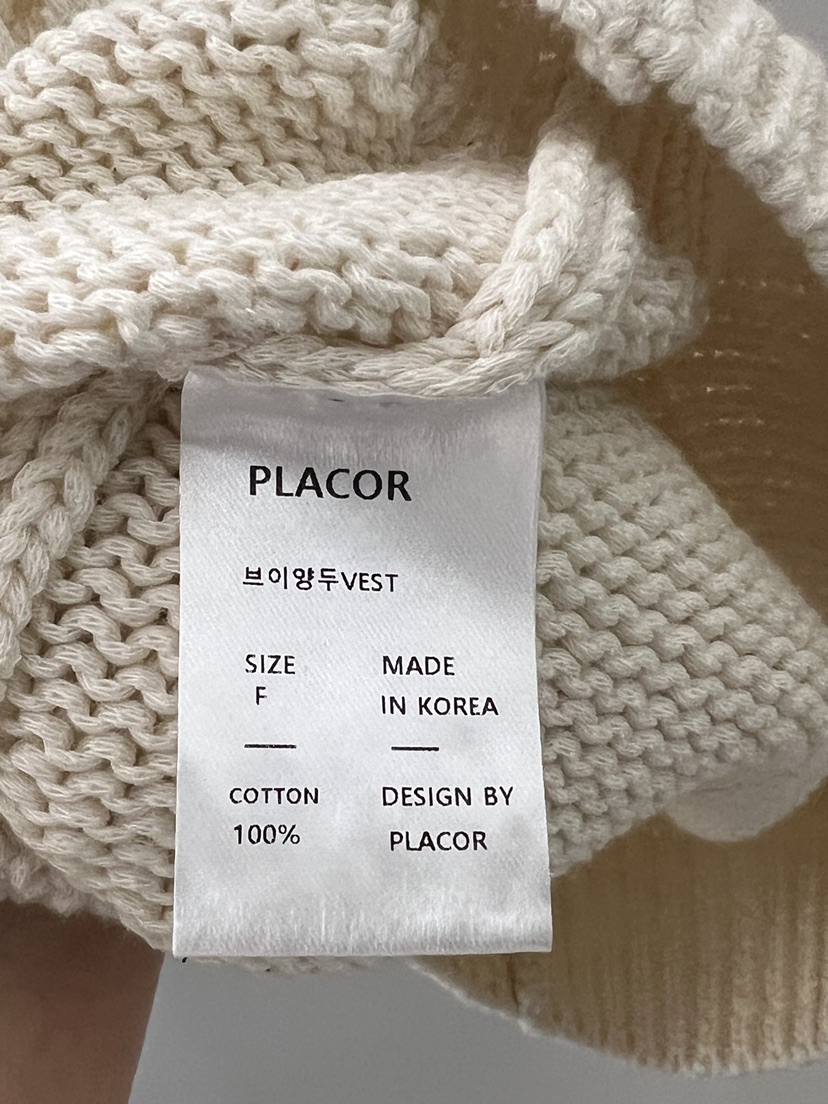 PLACOR
브이양두VEST
SIZE
F
MADE
IN KOREA
COTTON
100%
DESIGN BY
PLACOR